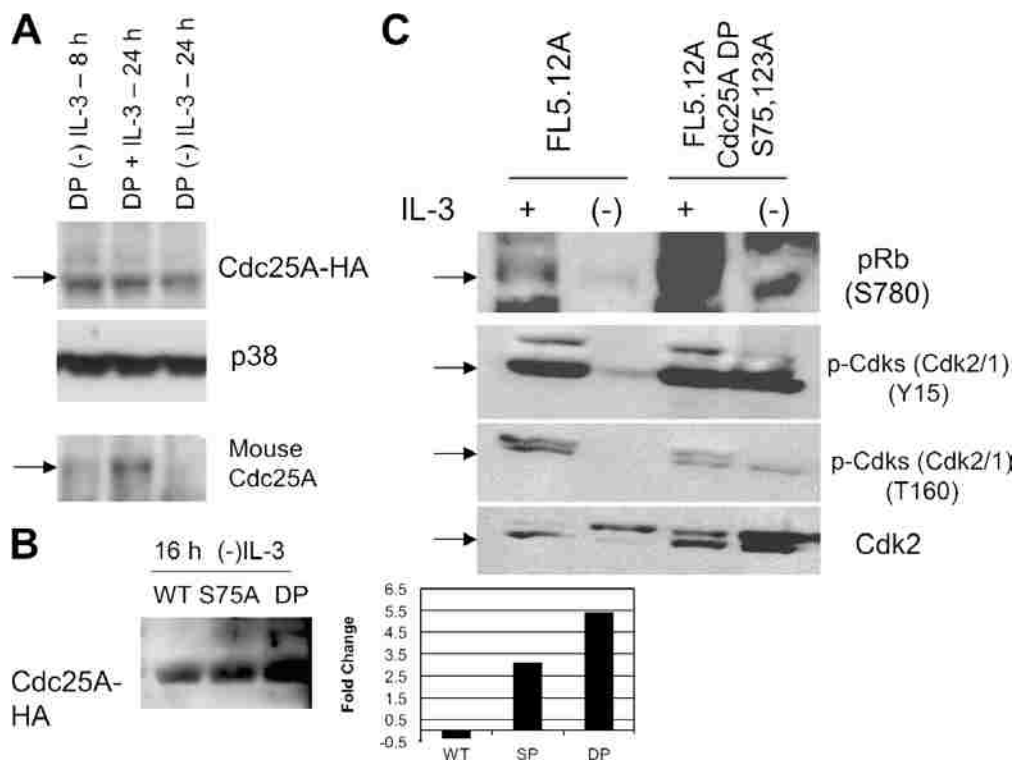 A
DP (-) IL-3 – 8 h
DP + IL-3 – 24h
DP (-) IL-3 – 24h
Cdc25A-HA
p38
Mouse
Cdc25A
B
16 h (-)IL-3
WT S75A DP
Cdc25A-
HA
C
FL5.12A
FL5.12A
Cdc25A DP
S75,123A
IL-3 + (-) + (-)
pRb
(S780)
p-Cdks (Cdk2/1)
(Y15)
p-Cdks (Cdk2/1)
(T160)
Cdk2
Fold Change
6.5
5.5
4.5
3.5
2.5
1.5
0.5
-0.5
WT SP DP